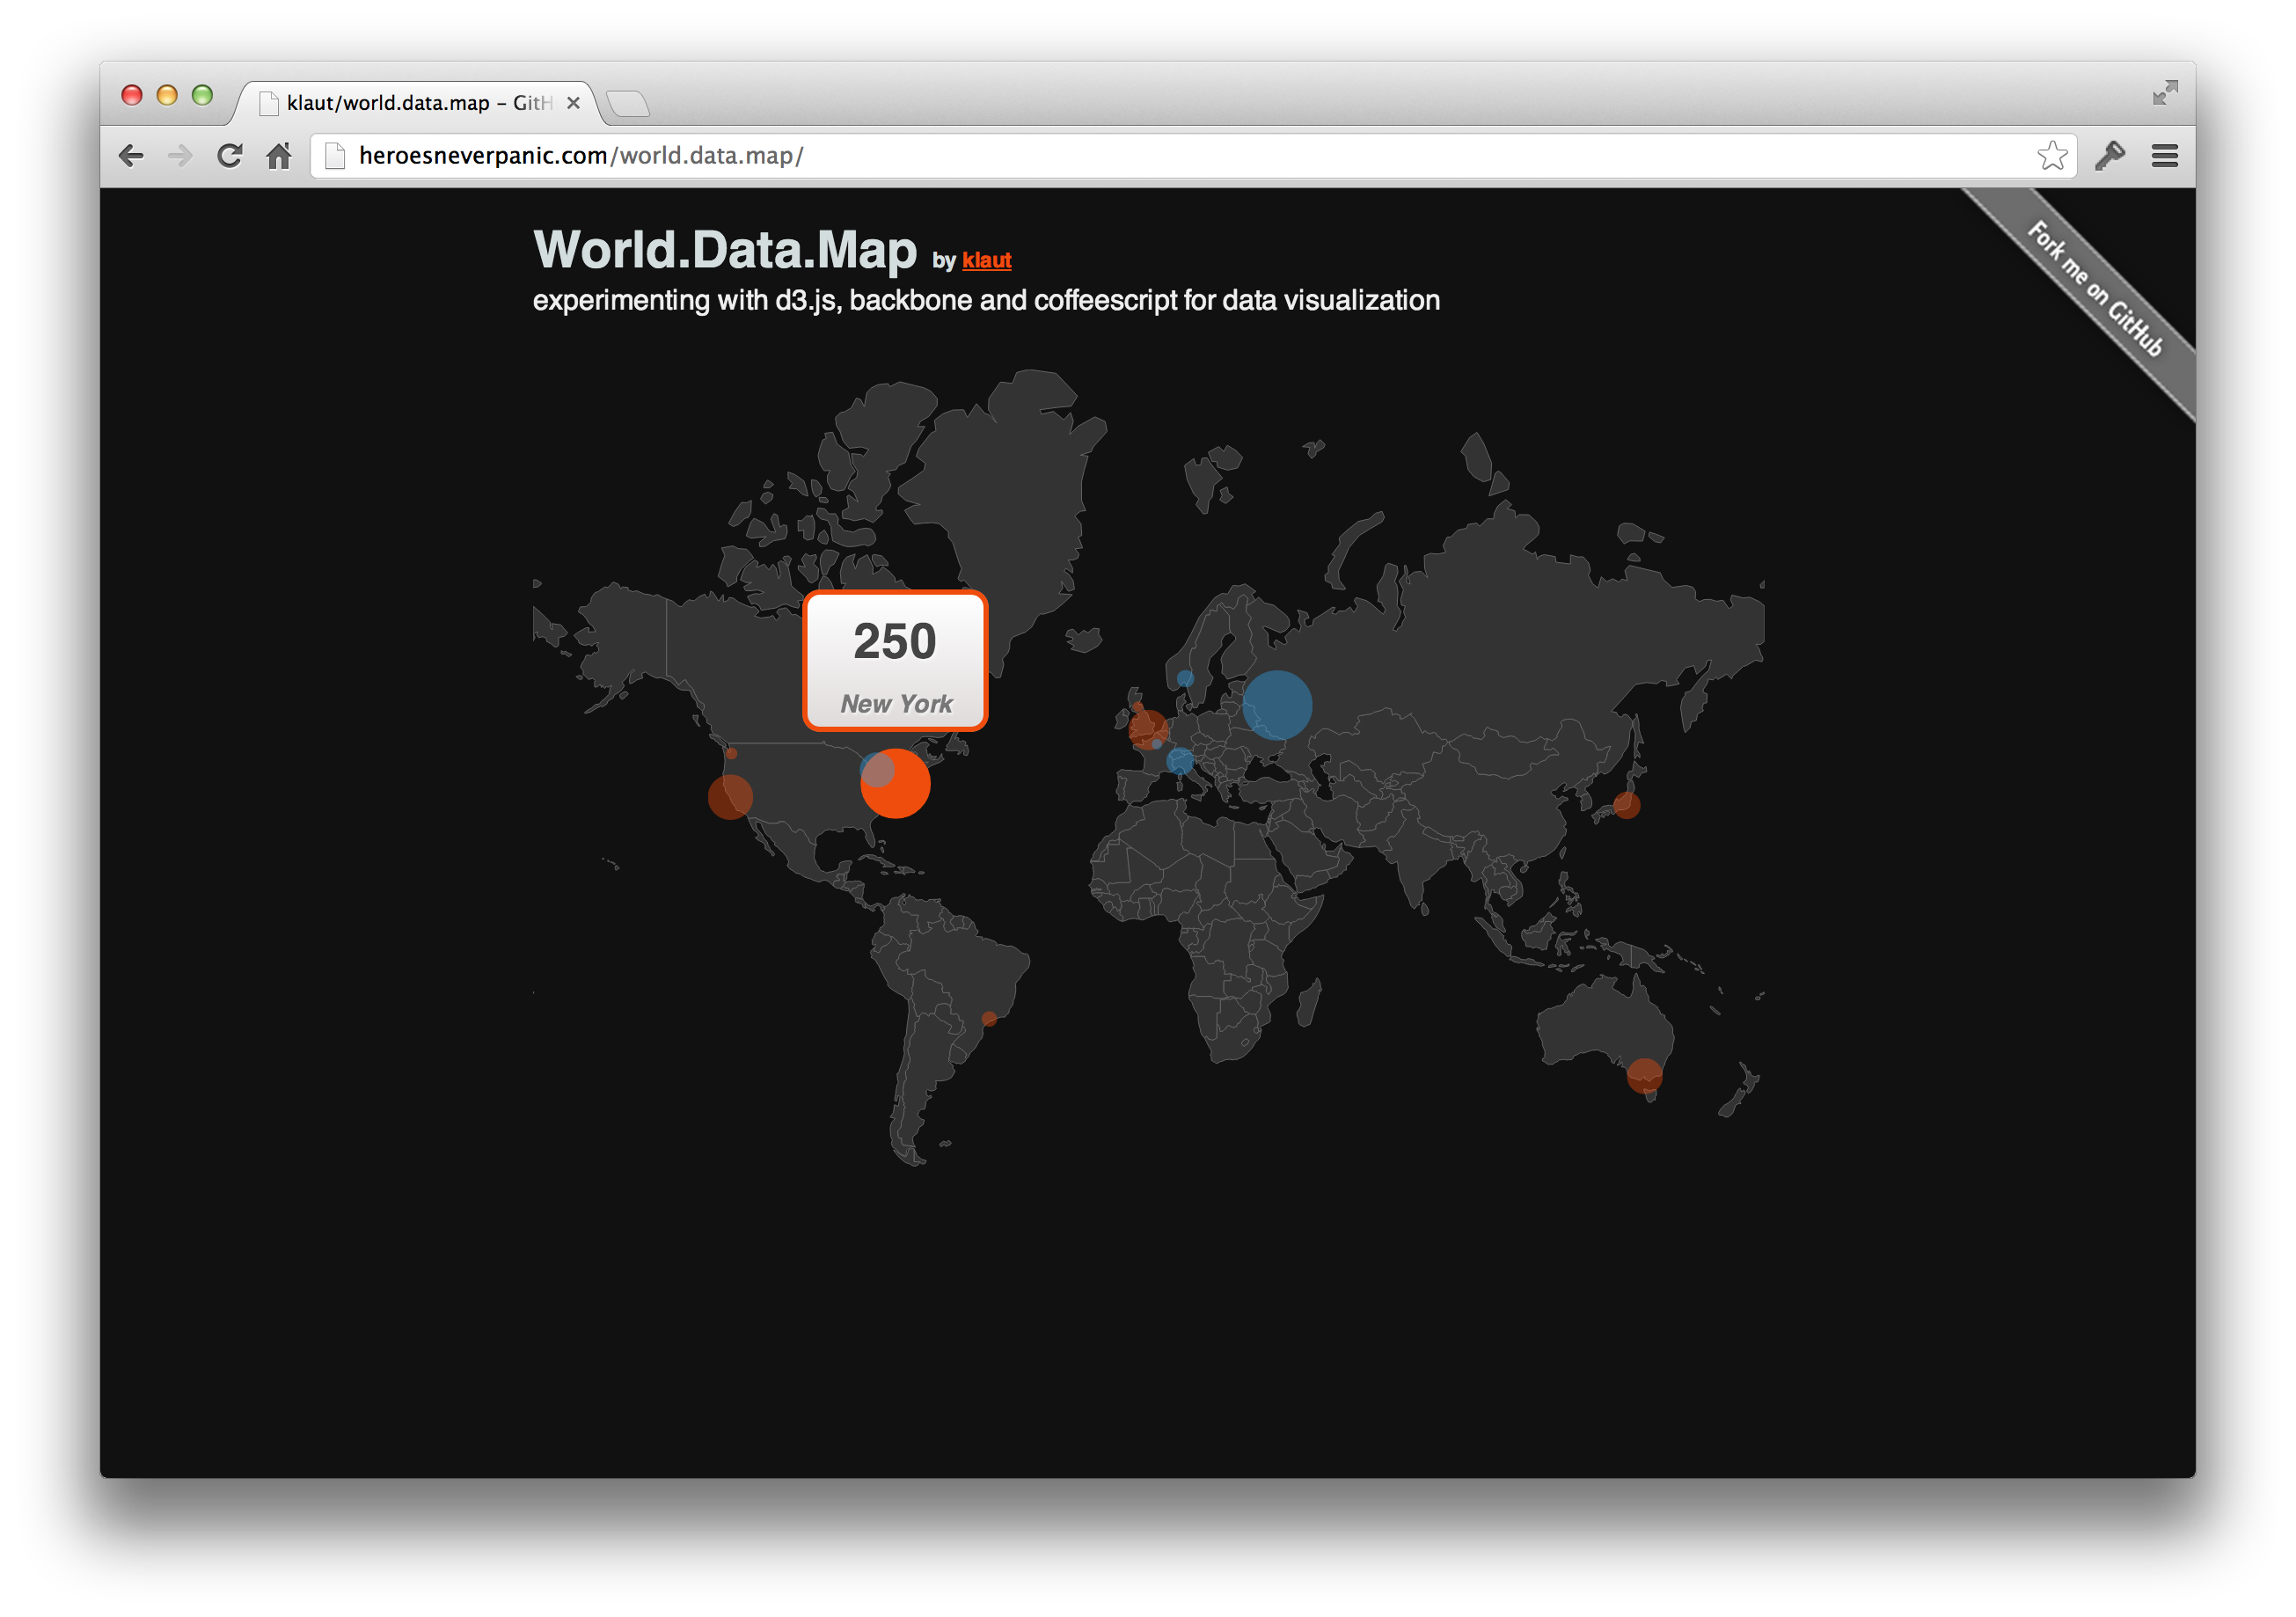 klaut/world.data.map – GitH
heroesneverpanic.com/world.data.map/
Fork me on GitHub
World.Data.Map by klaut
experimenting with d3.js, backbone and coffeescript for data visualization
250
New York